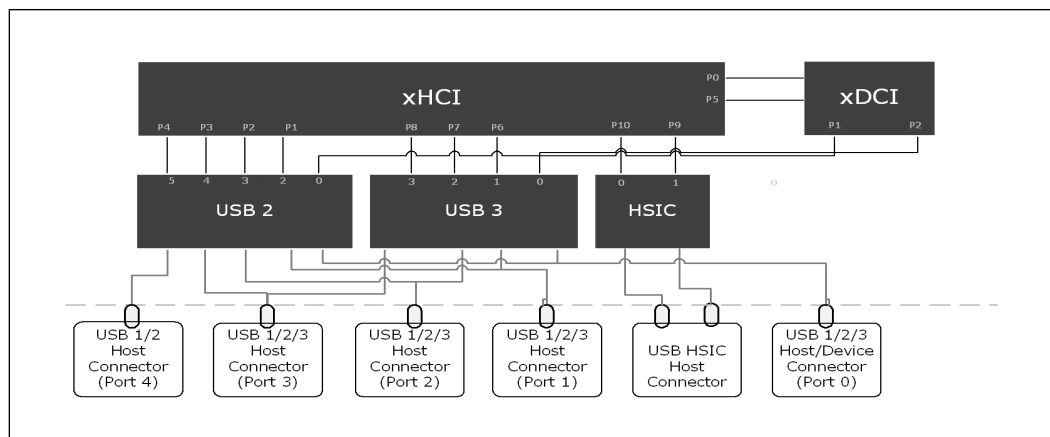 xHCI
P0
P5
xDCI
P4 P3 P2 P1 P8 P7 P6 P10 P9
P1 P2
5 4 3 2 0
3 2 1 0
0 1
0
USB 2
USB 3
HSIC
USB 1/2
Host
Connector
(Port 4)
USB 1/2/3
Host
Connector
(Port 3)
USB 1/2/3
Host
Connector
(Port 2)
USB 1/2/3
Host
Connector
(Port 1)
USB HSIC
Host
Connector
USB 1/2/3
Host/Device
Connector
(Port 0)